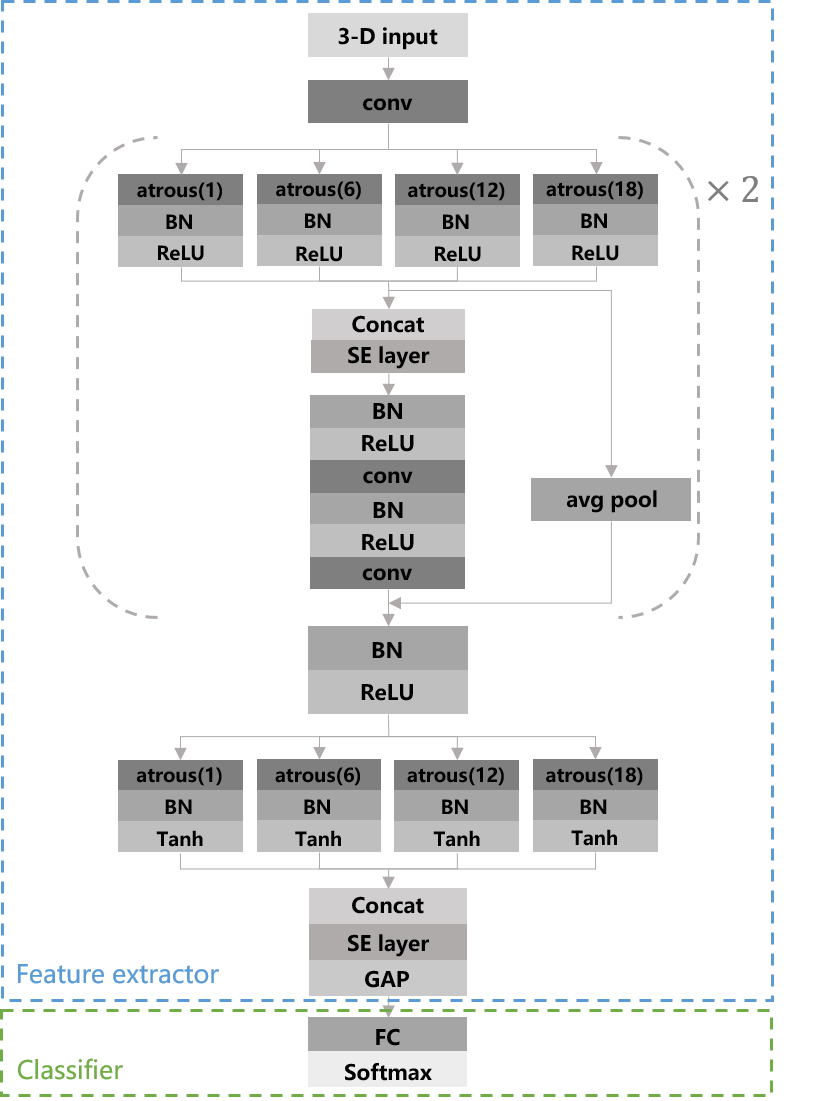 3-D input
conv
× 2
atrous(1)
atrous(6)
atrous(12)
atrous(18)
BN
BN
BN
BN
ReLU
ReLU
ReLU
ReLU
Concat
SE layer
BN
ReLU
conv
BN
ReLU
conv
avg pool
BN
ReLU
atrous(1)
atrous(6)
atrous(12)
atrous(18)
BN
BN
BN
BN
Tanh
Tanh
Tanh
Tanh
Concat
SE layer
GAP
Feature extractor
FC
Softmax
Classifier